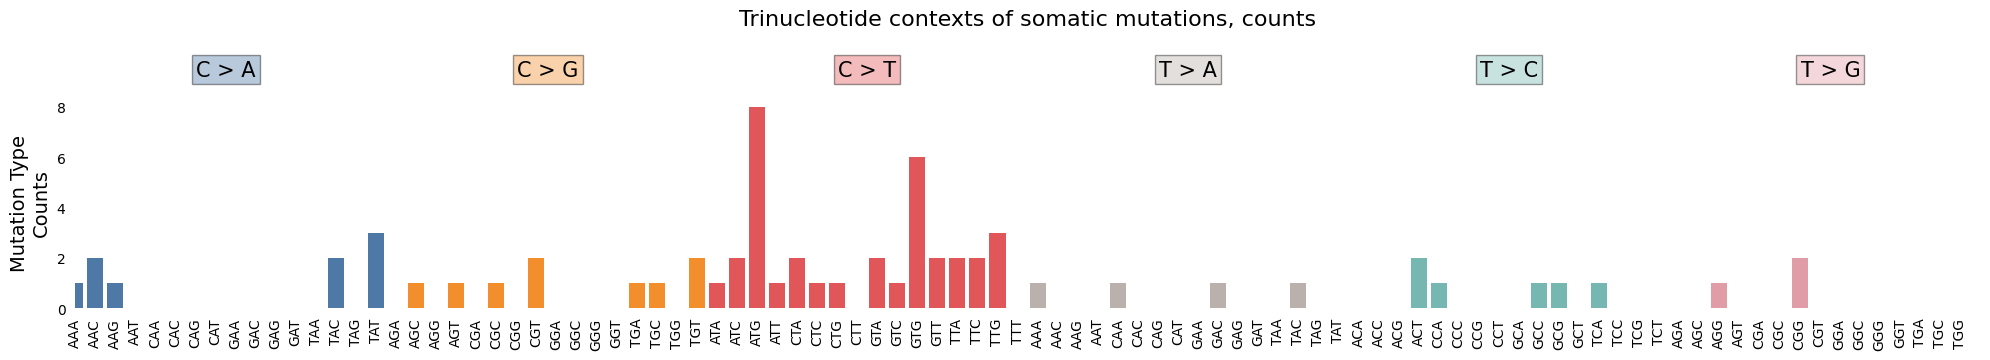 Trinucleotide contexts of somatic mutations, counts
C > A C > G C > T T > A T > C T > G
Mutation Type
Counts
8
6
4
2
0
AAA AAC AAG AAT CAA CAC CAG CAT GAA GAC GAG GAT TAA TAC TAG TAT AGA AGC AGG AGT CGA CGC CGG CGT GGA GGC GGG GGT TGA TGC TGG TGT ATA ATC ATG ATT CTA CTC CTG CTT GTA GTC GTG GTT TTA TTC TTG TTT AAA AAC AAG AAT CAA CAC CAG CAT GAA GAC GAG GAT TAA TAC TAG TAT ACA ACC ACG ACT CCA CCC CCG CCT GCA GCC GCG GCT TCA TCC TCG TCT AGA AGC AGG AGT CGA CGC CGG CGT GGA GGC GGG GGT TGA TGC TGG